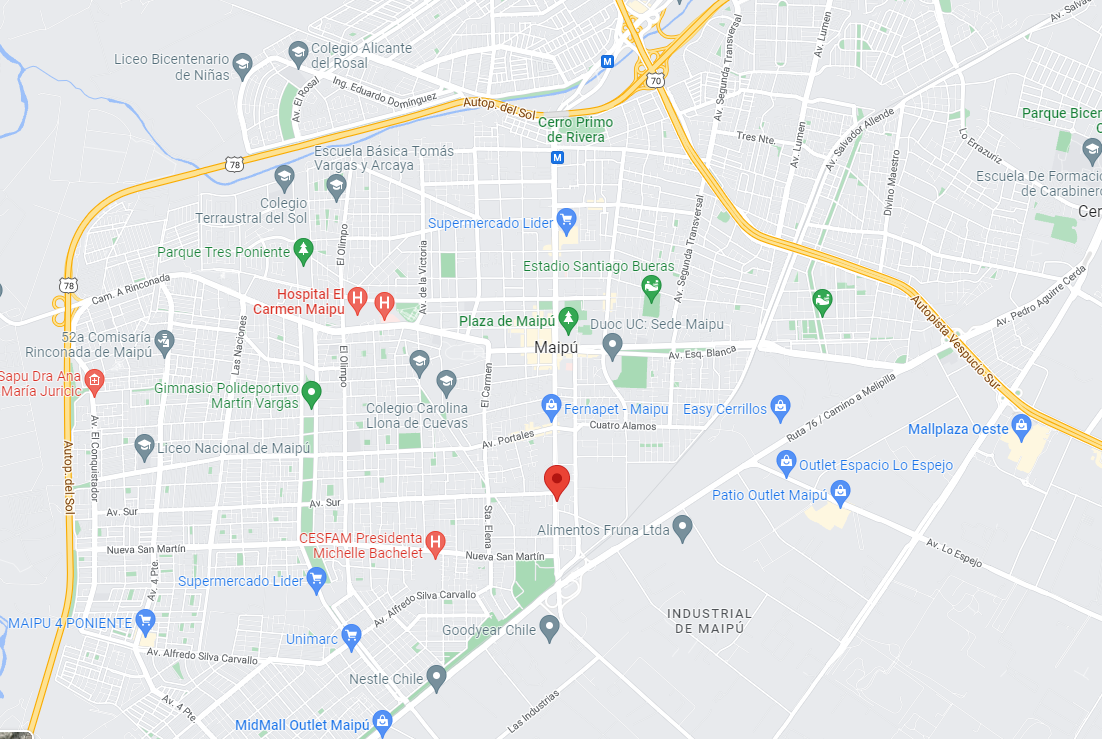 Av. Lumen
Av. Sa
Colegio Alicante
del Rosal
Liceo Bicentenario
de Niñas
M
70
Av. Segunda Transversal
Av. El Rosal
Ing. Eduardo Dominguez
Autop. del Sol
Cerro Primo
de Rivera
Tres Nte.
Av. Lumen
Av. Salvador Allende
Parque Bicen
Lo Errazuriz
78
Escuela Básica Tomás
Vargas y Arcaya
M
Divino Maestro
Escuela De Formació
de Carabinero
Colegio
Terraustral del Sol
Cer
Supermercado Lider
El Olimpo
Av. de la Victoria
Av. Segunda Transversal
Parque Tres Poniente
Estadio Santiago Bueras
78
Cam. A Rinconada
Hospital El
Carmen Maipu
H
H
Av. Pedro Aguirre Cerda
Autopista Vespucio Sur
Plaza de Maipú
Duoc UC: Sede Maipu
52a Comisaría
Rinconada de Maipú
Las Naciones
Maipú
Av. Esq. Blanca
El Olimpo
El Carmen
Sapu Dra Ana
María Juricic
Gimnasio Polideportivo
Martín Vargas
Colegio Carolina
Llona de Cuevas
Fernapet - Maipu
Easy Cerrillos
Ruta 76 / Camino a Melipilla
Cuatro Alamos
Mallplaza Oeste
Av. El Conquistador
Autop. del Sol
Liceo Nacional de Maipú
Av. Portales
Outlet Espacio Lo Espejo
Patio Outlet Maipú
Av. Sur
Av. Sur
Sta. Elena
Alimentos Fruna Ltda
CESFAM Presidenta
Michelle Bachelet
H
Nueva San Martín
Nueva San Martín
Av. Lo Espejo
Av. 4 Pte.
Supermercado Lider
Av. Alfredo Silva Carvallo
MAIPU 4 PONIENTE
INDUSTRIAL
DE MAIPÚ
Goodyear Chile
Unimarc
Av. Alfredo Silva Carvallo
Nestle Chile
Av. 4 Pte.
Las Industrias
MidMall Outlet Maipú